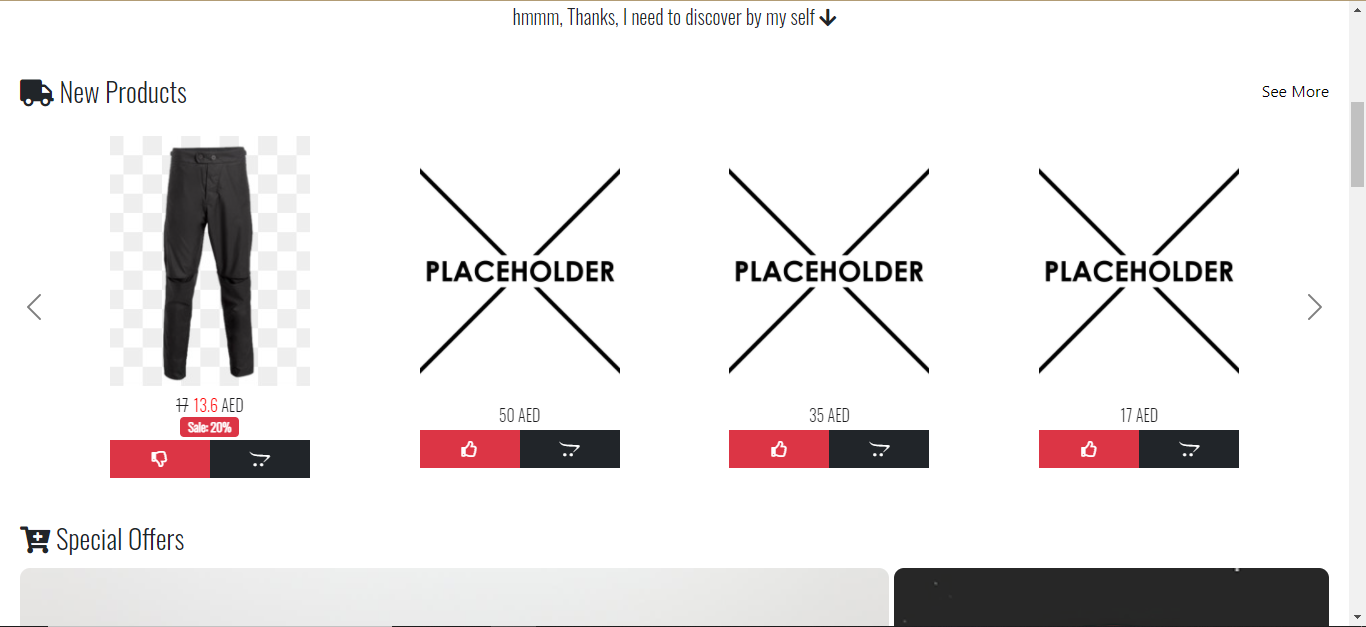 hmmm, Thanks, I need to discover by my self
New Products
See More
PLACEHOLDER
PLACEHOLDER
PLACEHOLDER
17 13.6 AED
Sale: 20%
50 AED
35 AED
17 AED
Special Offers